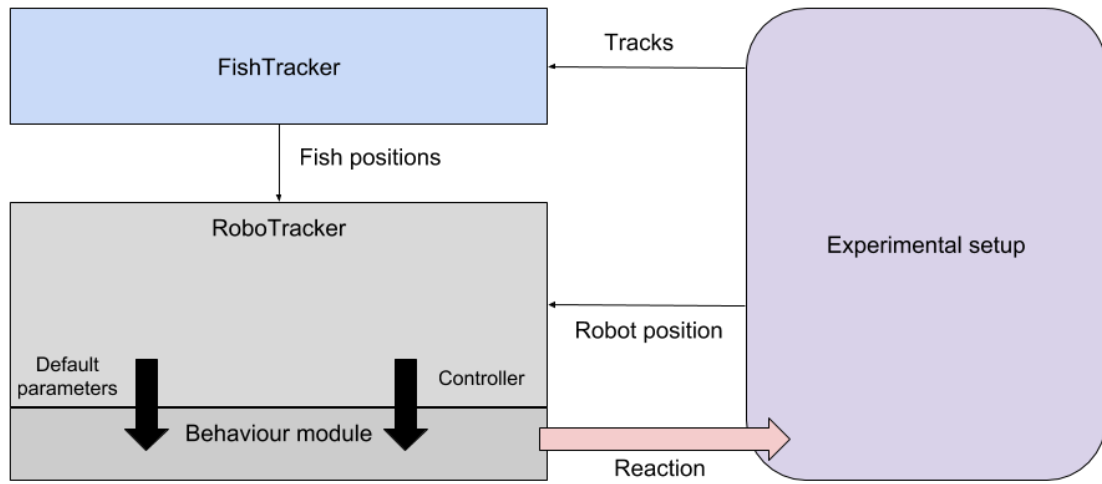 FishTracker
Tracks
Fish positions
RoboTracker
Experimental setup
Robot position
Default
parameters
Controller
Behaviour module
Reaction